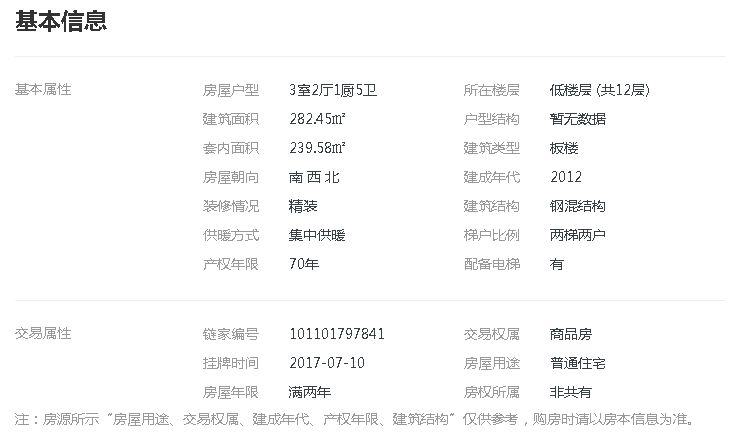 基本信息
基本属性 房屋户型 3室2厅1厨5卫 所在楼层 低楼层 (共12层)
建筑面积 282.45㎡ 户型结构 暂无数据
套内面积 239.58㎡ 建筑类型 板楼
房屋朝向 南 西 北 建成年代 2012
装修情况 精装 建筑结构 钢混结构
供暖方式 集中供暖 梯户比例 两梯两户
产权年限 70年 配备电梯 有
交易属性 链家编号 101101797841 交易权属 商品房
挂牌时间 2017-07-10 房屋用途 普通住宅
房屋年限 满两年 房权所属 非共有
注：房源所示“房屋用途、交易权属、建成年代、产权年限、建筑结构”仅供参考，购房时请以房本信息为准。